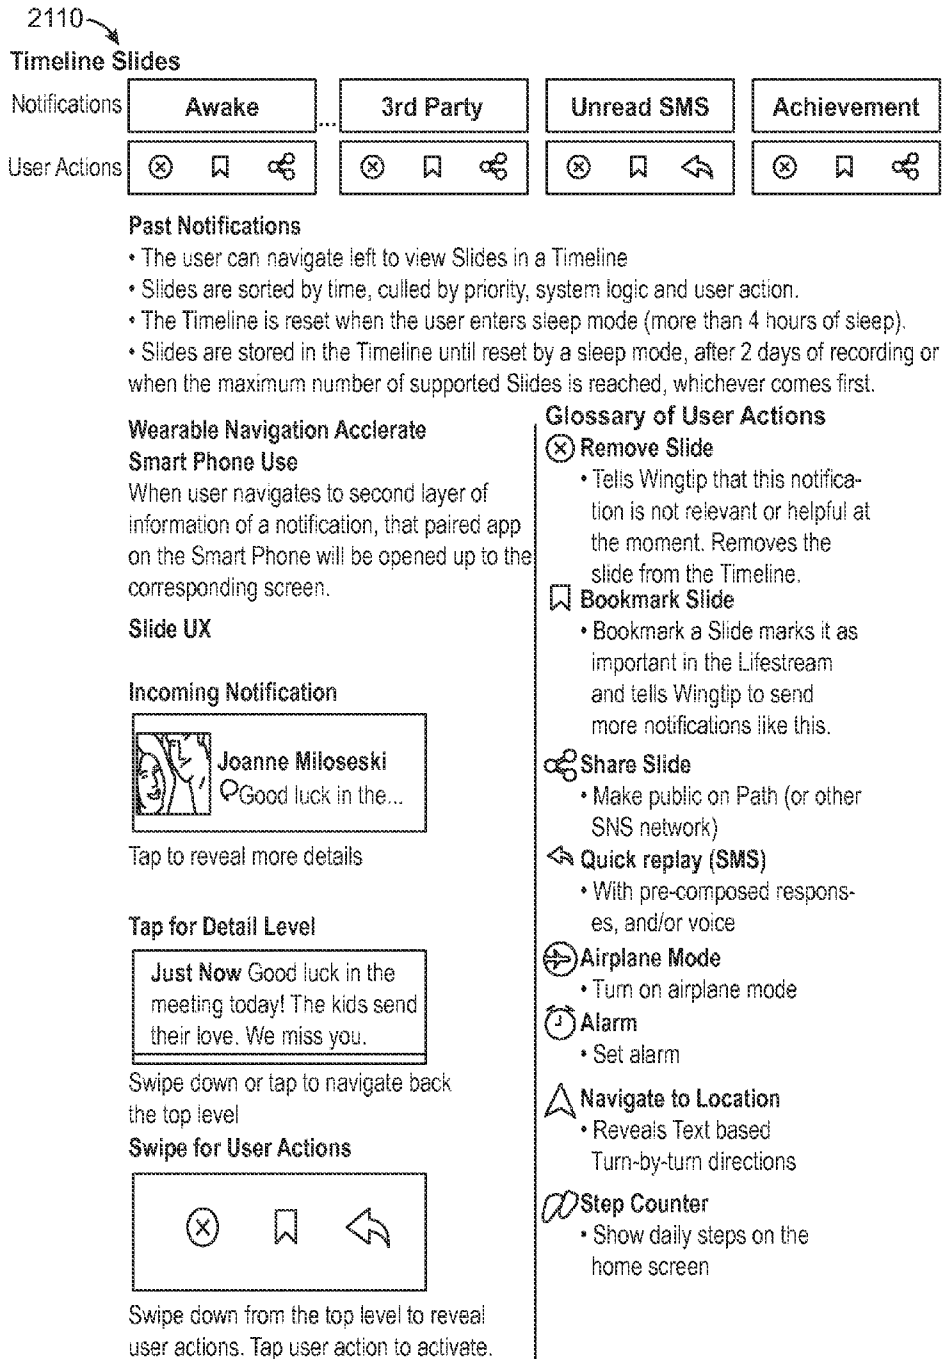 2110
Timeline Slides
Notifications Awake ... 3rd Party Unread SMS Achievement
User Actions
Past Notifications
• The user can navigate left to view Slides in a Timeline
• Slides are sorted by time, culled by priority, system logic and user action.
• The Timeline is reset when the user enters sleep mode (more than 4 hours of sleep).
• Slides are stored in the Timeline until reset by a sleep mode, after 2 days of recording or
when the maximum number of supported Slides is reached, whichever comes first.
Wearable Navigation Acclerate
Smart Phone Use
When user navigates to second layer of
information of a notification, that paired app
on the Smart Phone will be opened up to the
corresponding screen.
Slide UX
Incoming Notification
Joanne Miloseski
Good luck in the...
Tap to reveal more details
Tap for Detail Level
Just Now Good luck in the
meeting today! The kids send
their love. We miss you.
Swipe down or tap to navigate back
the top level
Swipe for User Actions
Swipe down from the top level to reveal
user actions. Tap user action to activate.
Glossary of User Actions
Remove Slide
• Tells Wingtip that this notifica-
tion is not relevant or helpful at
the moment. Removes the
slide from the Timeline.
Bookmark Slide
• Bookmark a Slide marks it as
important in the Lifestream
and tells Wingtip to send
more notifications like this.
Share Slide
• Make public on Path (or other
SNS network)
Quick replay (SMS)
• With pre-composed respons-
es, and/or voice
Airplane Mode
• Turn on airplane mode
Alarm
• Set alarm
Navigate to Location
• Reveals Text based
Turn-by-turn directions
Step Counter
• Show daily steps on the
home screen